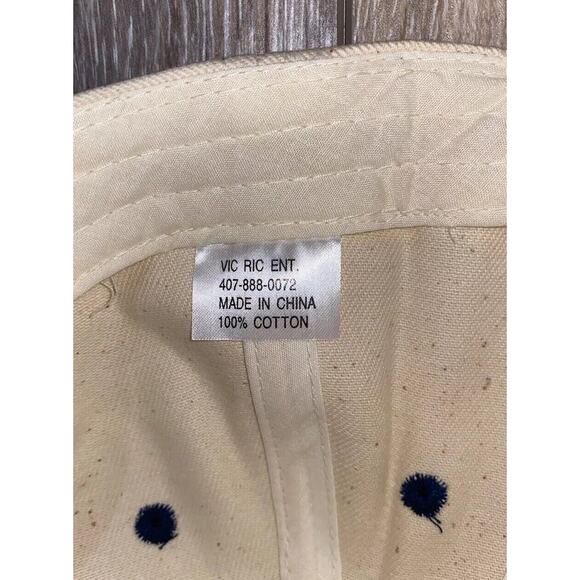 VIC RIC ENT.
407-888-0072
MADE IN CHINA
100% COTTON